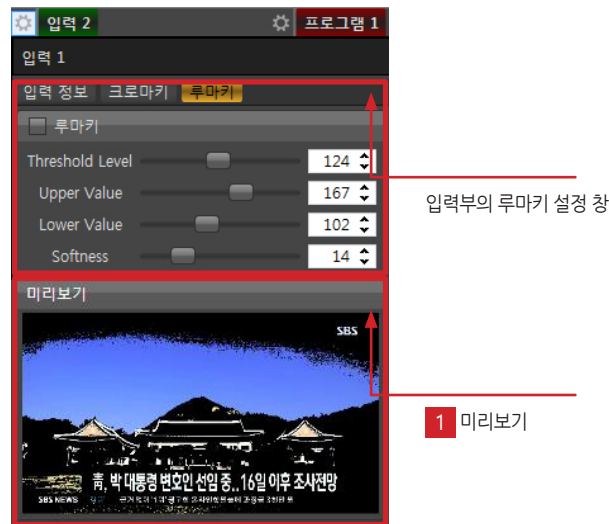 입력 2
프로그램 1
입력 1
입력 정보 크로마키 루마키
루마키
Threshold Level 124
Upper Value 167
Lower Value 102
Softness 14
입력부의 루마키 설정 창
미리보기
SBS
1 미리보기
靑, 박 대통령 변호인 선임 중..16일 이후 조사전망
SBS NEWS